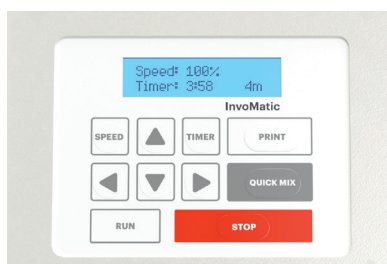 Speed: 100%
Timer: 3:58 4m
InvoMatic
SPEED TIMER PRINT
QUICK MIX
RUN STOP